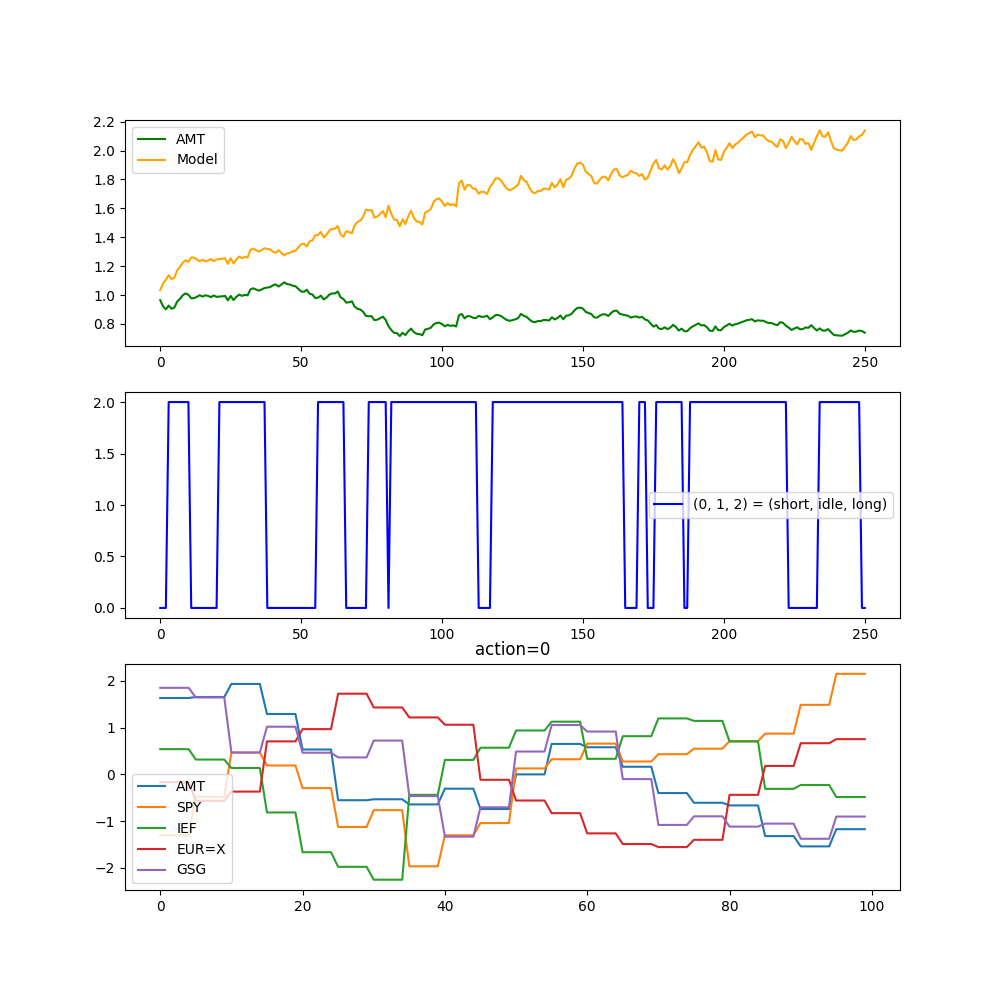 2.2
2.0
1.8
1.6
1.4
1.2
1.0
0.8
AMT
Model
0 50 100 150 200 250
2.0
1.5
1.0
0.5
0.0
(0, 1, 2) = (short, idle, long)
0 50 100 150 200 250
action=0
2
1
0
−1
−2
AMT
SPY
IEF
EUR=X
GSG
0 20 40 60 80 100